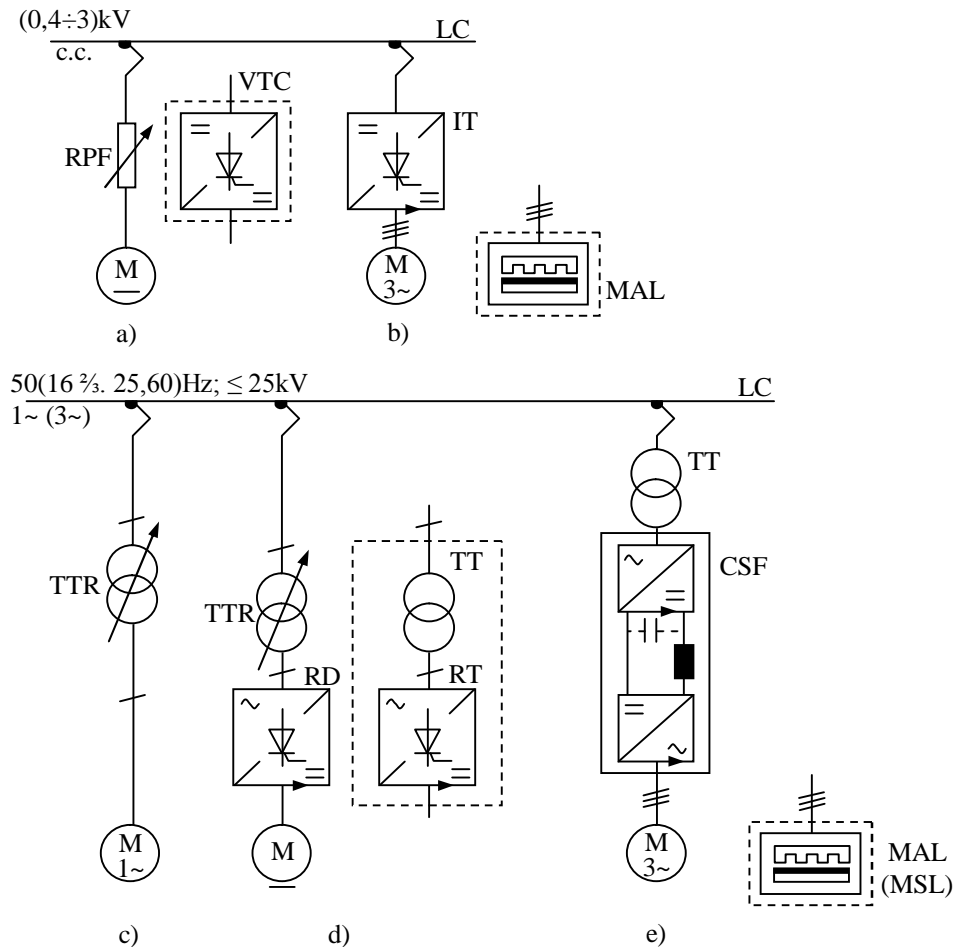 (0,4÷3)kV
LC
c.c.
VTC
IT
RPF
M
M
3~
MAL
a)
b)
50(16 ⅔. 25,60)Hz; ≤ 25kV
LC
1~ (3~)
TT
TT
CSF
TTR
TTR
RD
RT
M
1~
M
M
3~
MAL
(MSL)
c)
d)
e)